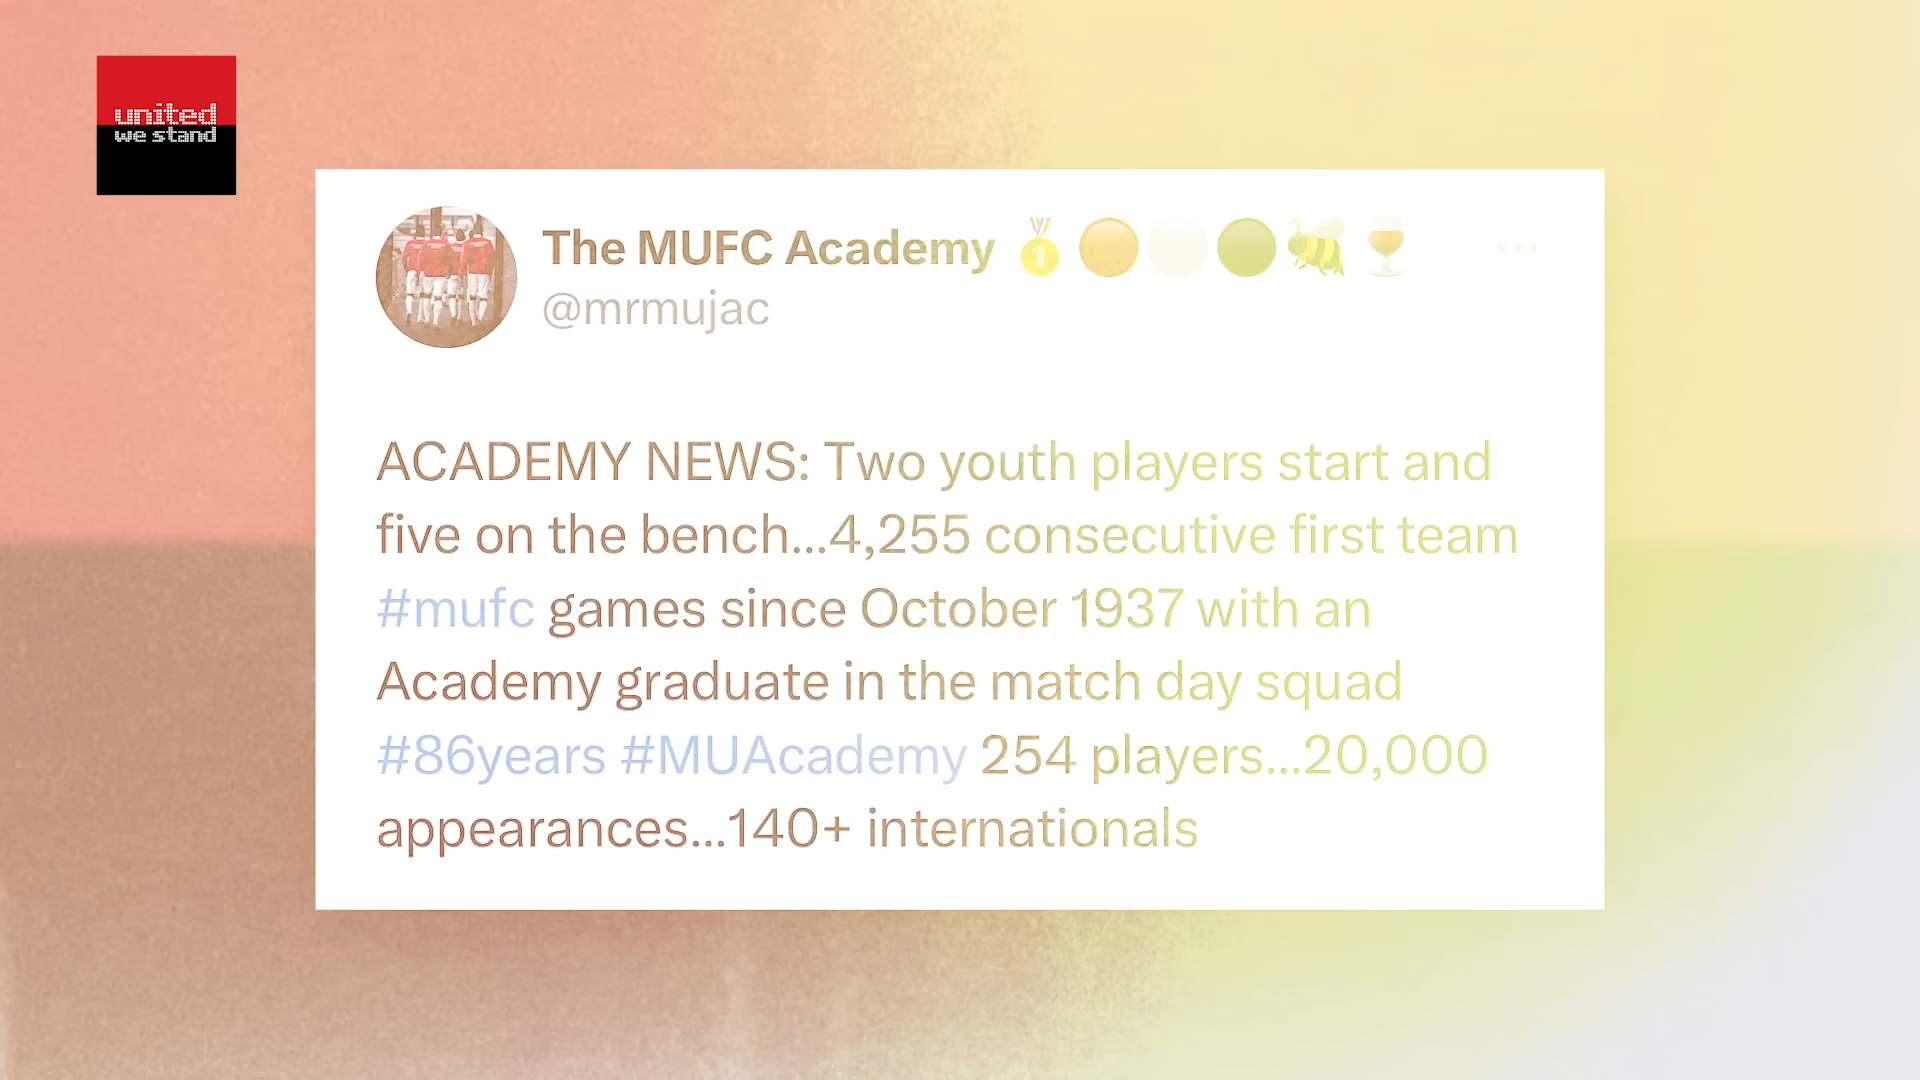 united
we stand
The MUFC Academy 🥇🟠⚪🟢🐝🍷
@mrmujac
ACADEMY NEWS: Two youth players start and
five on the bench...4,255 consecutive first team
#mufc games since October 1937 with an
Academy graduate in the match day squad
#86years #MUAcademy 254 players...20,000
appearances...140+ internationals